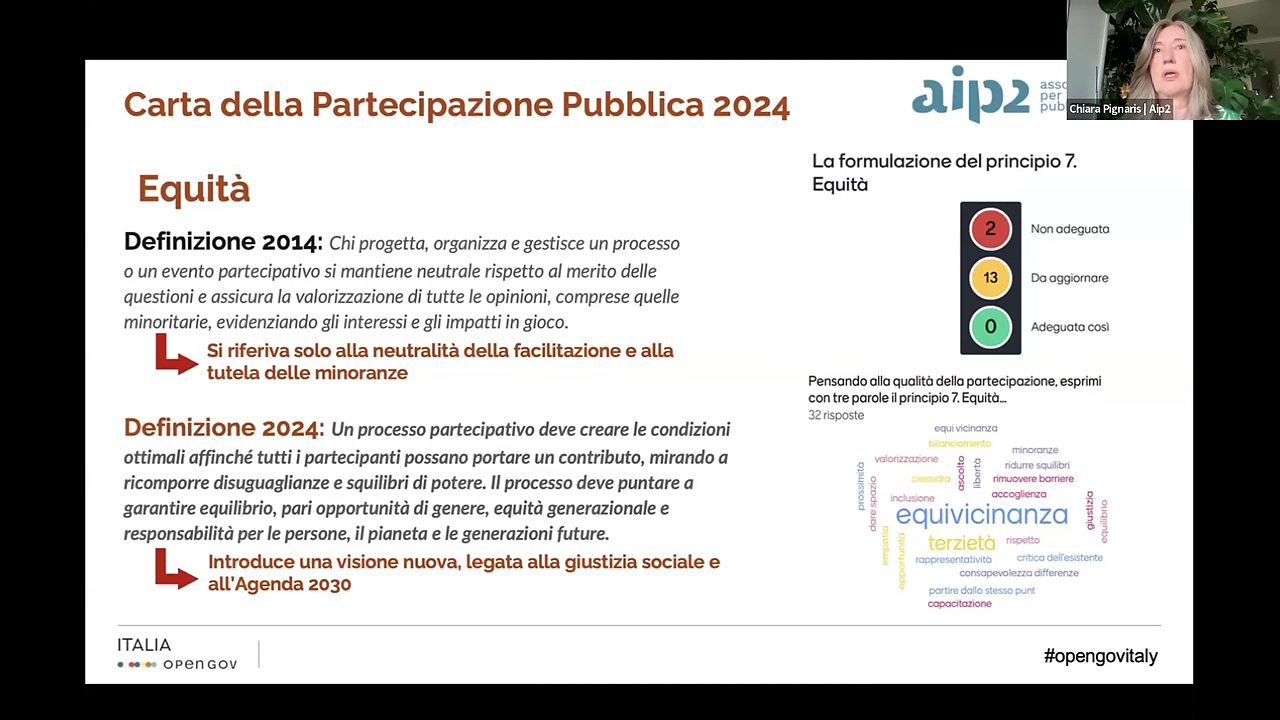 Carta della Partecipazione Pubblica 2024
aip2
asso
per
pub
Chiara Pignaris | Aip2
Equità
Definizione 2014: Chi progetta, organizza e gestisce un processo
o un evento partecipativo si mantiene neutrale rispetto al merito delle
questioni e assicura la valorizzazione di tutte le opinioni, comprese quelle
minoritarie, evidenziando gli interessi e gli impatti in gioco.
Si riferiva solo alla neutralità della facilitazione e alla
tutela delle minoranze
Definizione 2024: Un processo partecipativo deve creare le condizioni
ottimali affinché tutti i partecipanti possano portare un contributo, mirando a
ricomporre disuguaglianze e squilibri di potere. Il processo deve puntare a
garantire equilibrio, pari opportunità di genere, equità generazionale e
responsabilità per le persone, il pianeta e le generazioni future.
Introduce una visione nuova, legata alla giustizia sociale e
all'Agenda 2030
La formulazione del principio 7.
Equità
2 Non adeguata
13 Da aggiornare
0 Adeguata così
Pensando alla qualità della partecipazione, esprimi
con tre parole il principio 7. Equità...
32 risposte
equi vicinanza
bilanciamento
minoranze
valorizzazione
ridurre squilibri
prossimità
ascolto
libertà
clessidra
rimuovere barriere
dare spazio
inclusione
accoglienza
giustizia
equilibrio
equivicinanza
empatia
opportunità
terzietà
rispetto
rappresentatività
critica dell'esistente
consapevolezza differenze
partire dallo stesso punt
capacitazione
ITALIA
OPEN GOV
#opengovitaly